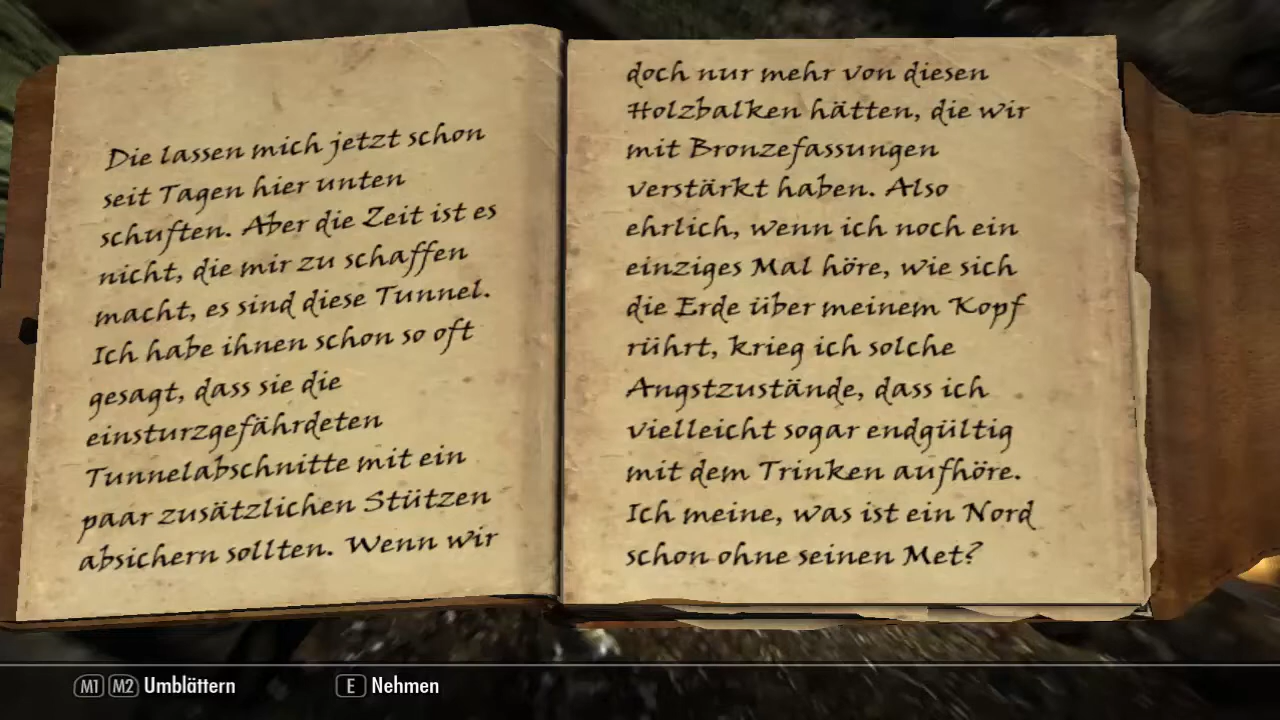 Die lassen mich jetzt schon
seit Tagen hier unten
schuften. Aber die Zeit ist es
nicht, die mir zu schaffen
macht, es sind diese Tunnel.
Ich habe ihnen schon so oft
gesagt, dass sie die
einsturzgefährdeten
Tunnelabschnitte mit ein
paar zusätzlichen Stützen
absichern sollten. Wenn wir
doch nur mehr von diesen
Holzbalken hätten, die wir
mit Bronzefassungen
verstärkt haben. Also
ehrlich, wenn ich noch ein
einziges Mal höre, wie sich
die Erde über meinem Kopf
rührt, krieg ich solche
Angstzustände, dass ich
vielleicht sogar endgültig
mit dem Trinken aufhöre.
Ich meine, was ist ein Nord
schon ohne seinen Met?
M1 M2 Umblättern E Nehmen